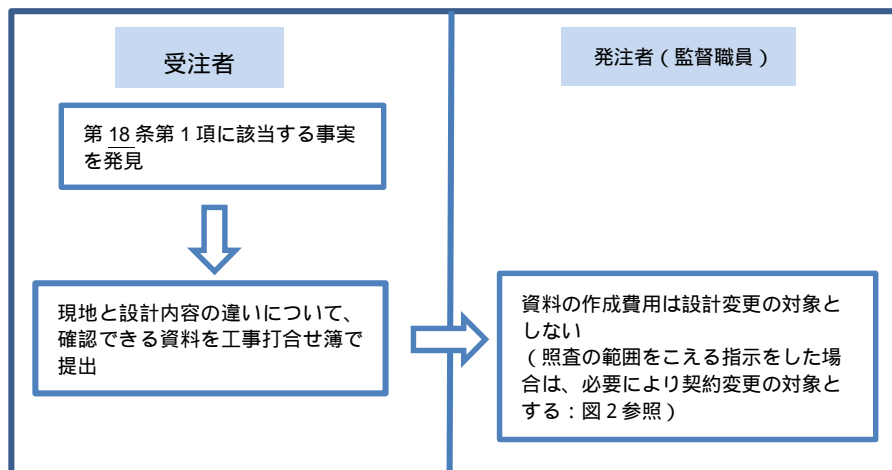 受注者
発注者（監督職員）
第 18 条第 1 項に該当する事実
を発見
現地と設計内容の違いについて、
確認できる資料を工事打合せ簿で
提出
資料の作成費用は設計変更の対象と
しない
（照査の範囲をこえる指示をした場
合は、必要により契約変更の対象と
する：図２参照）